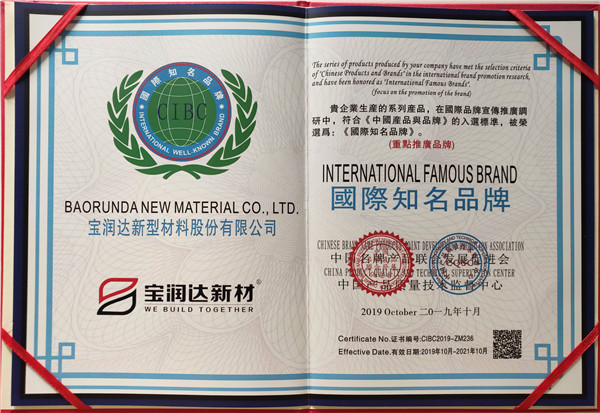 國際知名品牌
CIBC
INTERNATIONAL WELL-KNOWN BRAND
BAORUNDA NEW MATERIAL CO., LTD.
宝润达新型材料股份有限公司
宝润达新材®
WE BUILD TOGETHER
The series of products produced by your company have met the selection criteria
of 'Chinese Products and Brands' in the international brand promotion research,
and have been honored as 'International Famous Brands'.
(focus on the promotion of the brand)
貴企業生産的系列產品，在國際品牌宣傳推廣調
研中，符合《中國産品與品牌》的入選標準，被榮
選爲：《國際知名品牌》。
(重點推廣品牌)
INTERNATIONAL FAMOUS BRAND
國際知名品牌
CHINESE BRAND ASSOCIATION
中国名牌产品联合发展促进会
CHINA PRODUCT QUALITY AND TECHNICAL SUPERVISION CENTER
中国产品质量技术监督中心
2019 October 二〇一九年十月
Certificate No.证书编号:CIBC2019-ZM236
Effective Date.有效日期:2019年10月-2021年10月